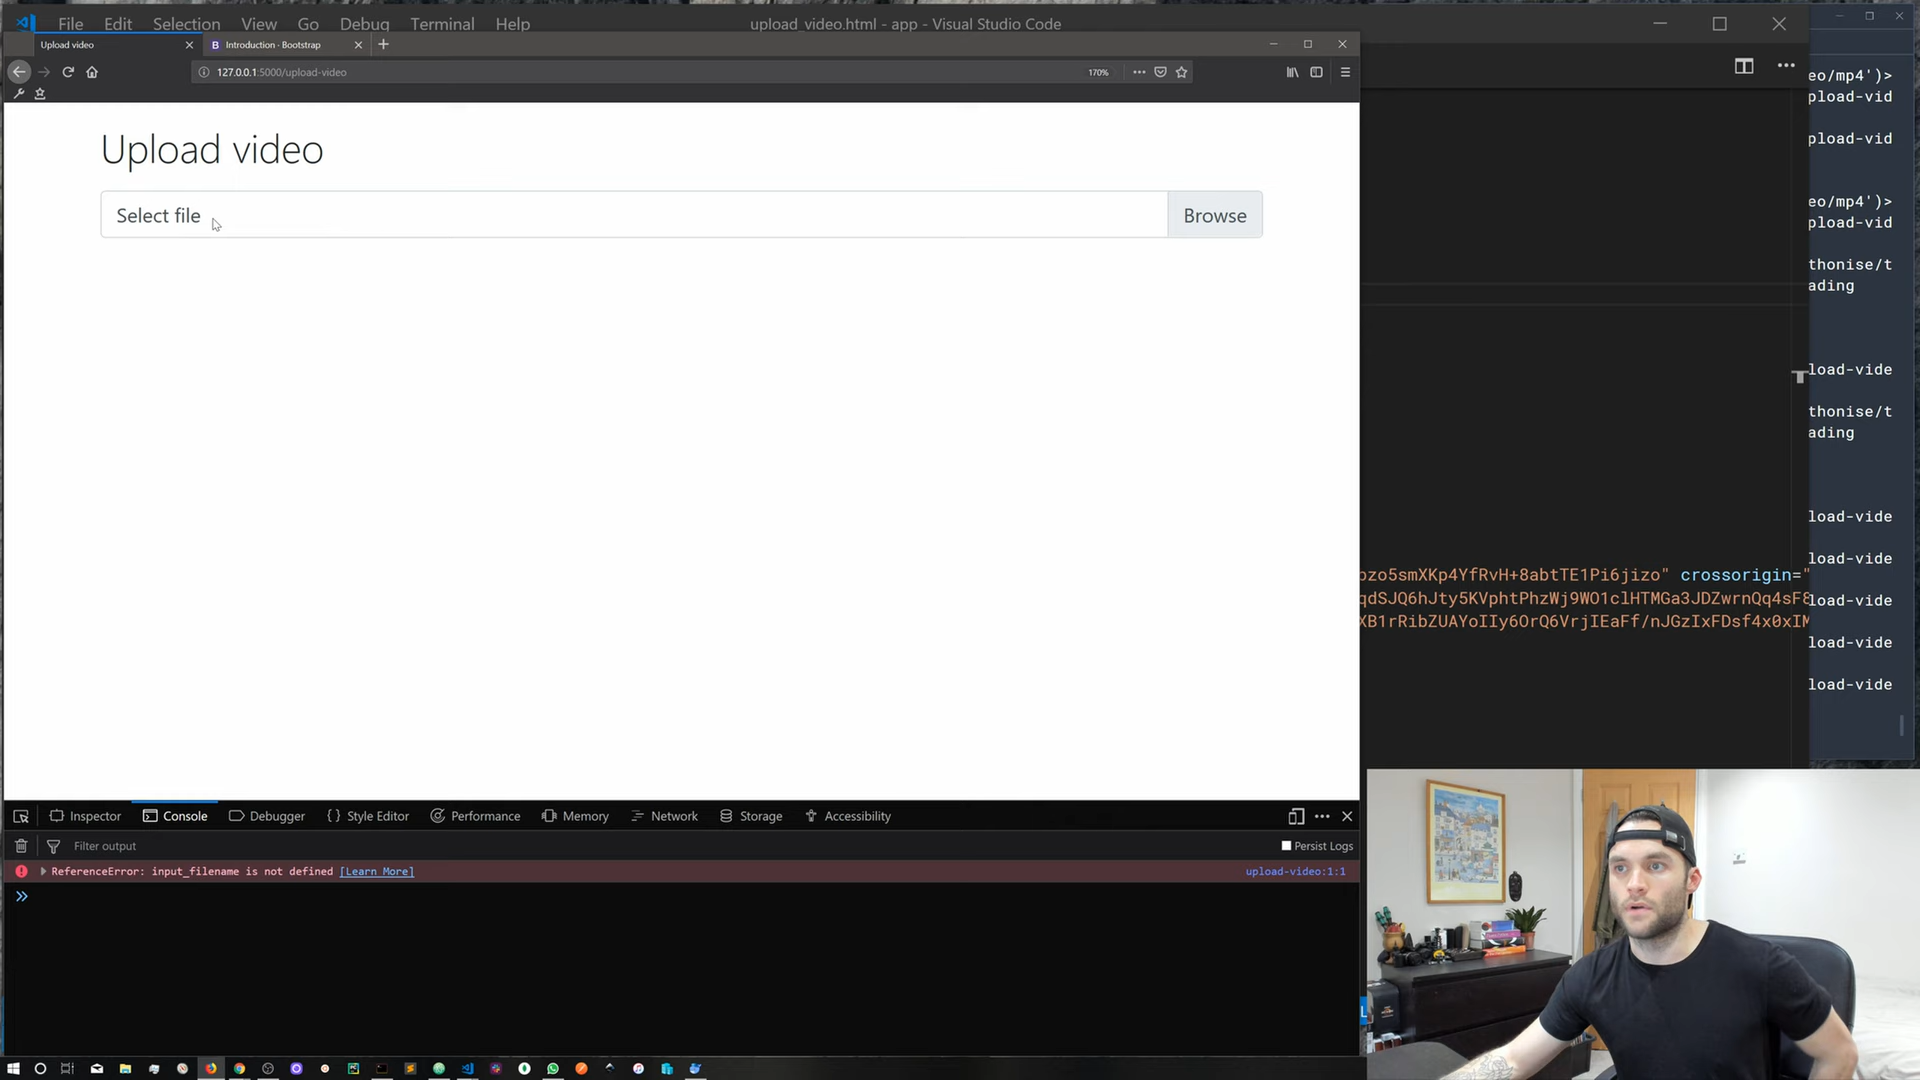 File Edit Selection View Go Debug Terminal Help
upload_video.html - app - Visual Studio Code
Upload video
Introduction · Bootstrap
127.0.0.1:5000/upload-video
170%
Upload video
Select file
Browse
eo/mp4')>
pload-vid
pload-vid
eo/mp4')>
pload-vid
thonise/t
ading
load-vide
thonise/t
ading
load-vide
load-vide
ozo5smXKp4YfRvH+8abtTE1Pi6jizo" crossorigin="
qdSJQ6hJty5KVphtPhzWj9WO1clHTMGa3JDZwrnQq4sF8
load-vide
XB1rRibZUAYoIIy6OrQ6VrjIEaFf/nJGzIxFDsf4x0xIM
load-vide
load-vide
Inspector Console Debugger Style Editor Performance Memory Network Storage Accessibility
Filter output
Persist Logs
ReferenceError: input_filename is not defined [Learn More]
upload-video:1:1